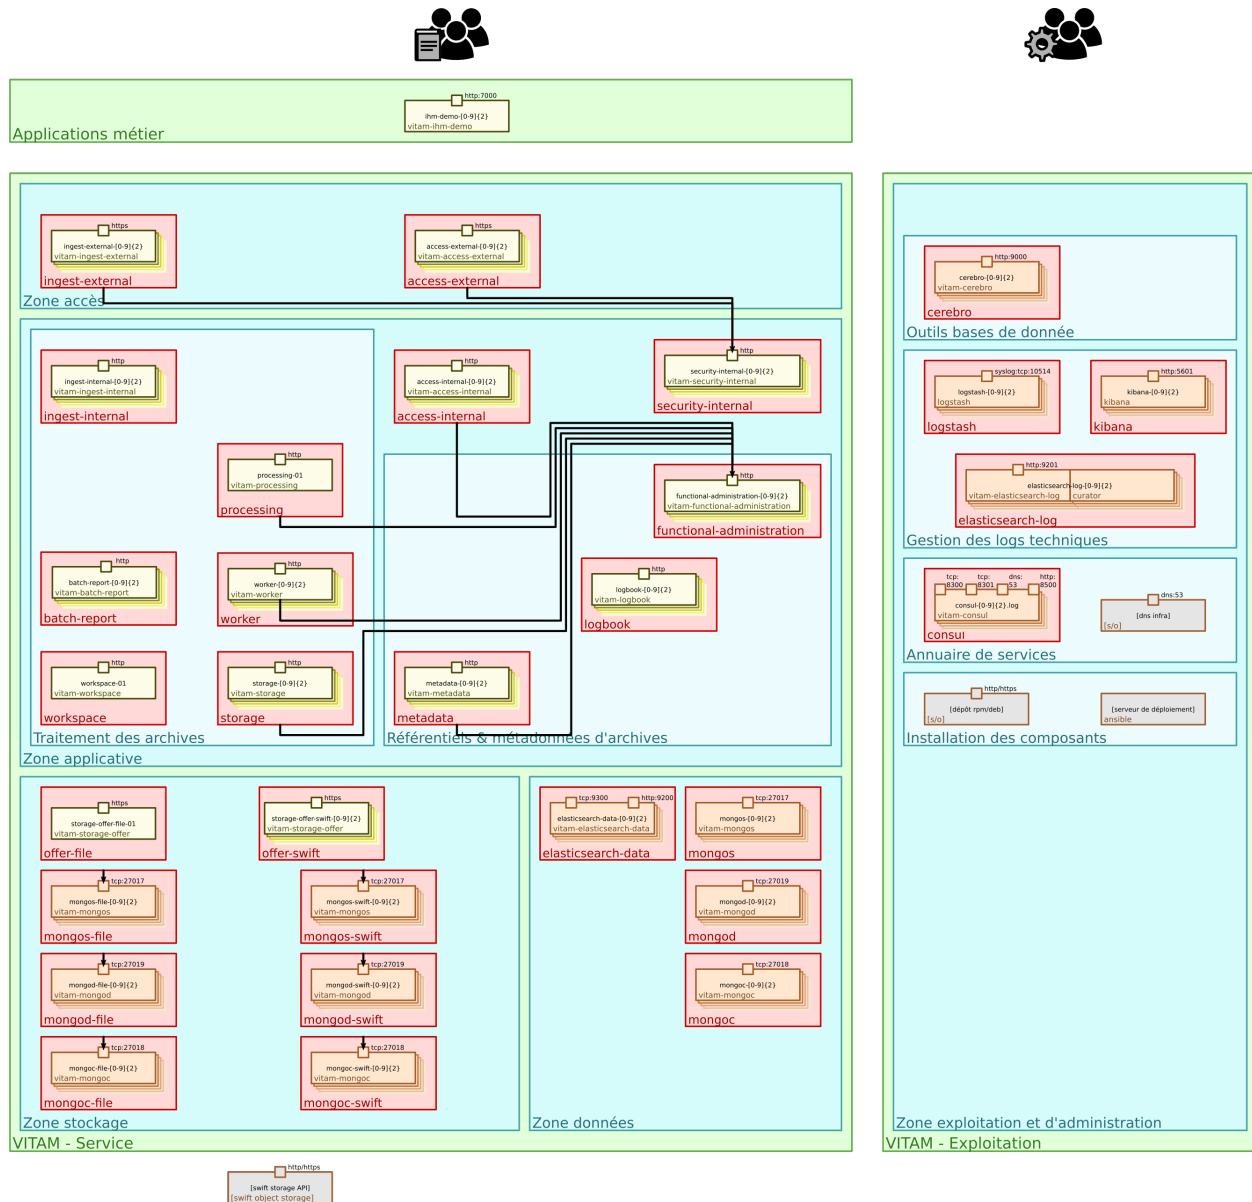 http:7000
ihm-demo-[0-9]{2}
vitam-ihm-demo
Applications métier
https
ingest-external-[0-9]{2}
vitam-ingest-external
ingest-external
https
access-external-[0-9]{2}
vitam-access-external
access-external
Zone accès
http
ingest-internal-[0-9]{2}
vitam-ingest-internal
ingest-internal
http
access-internal-[0-9]{2}
vitam-access-internal
access-internal
http
security-internal-[0-9]{2}
vitam-security-internal
security-internal
http
processing-01
vitam-processing
processing
http
functional-administration-[0-9]{2}
vitam-functional-administration
functional-administration
http
batch-report-[0-9]{2}
vitam-batch-report
batch-report
http
worker-[0-9]{2}
vitam-worker
worker
http
logbook-[0-9]{2}
vitam-logbook
logbook
http
workspace-01
vitam-workspace
workspace
http
storage-[0-9]{2}
vitam-storage
storage
http
metadata-[0-9]{2}
vitam-metadata
metadata
Traitement des archives
Référentiels & métadonnées d'archives
Zone applicative
https
storage-offer-file-01
vitam-storage-offer
offer-file
https
storage-offer-swift-[0-9]{2}
vitam-storage-offer
offer-swift
tcp:27017
mongos-file-[0-9]{2}
vitam-mongos
mongos-file
tcp:27017
mongos-swift-[0-9]{2}
vitam-mongos
mongos-swift
tcp:27019
mongod-file-[0-9]{2}
vitam-mongod
mongod-file
tcp:27019
mongod-swift-[0-9]{2}
vitam-mongod
mongod-swift
tcp:27018
mongoc-file-[0-9]{2}
vitam-mongoc
mongoc-file
tcp:27018
mongoc-swift-[0-9]{2}
vitam-mongoc
mongoc-swift
Zone stockage
tcp:9300
http:9200
elasticsearch-data-[0-9]{2}
vitam-elasticsearch-data
elasticsearch-data
tcp:27017
mongos-[0-9]{2}
vitam-mongos
mongos
tcp:27019
mongod-[0-9]{2}
vitam-mongod
mongod
tcp:27018
mongoc-[0-9]{2}
vitam-mongoc
mongoc
Zone données
VITAM - Service
http/https
[swift storage API]
[swift object storage]
http:9000
cerebro-[0-9]{2}
vitam-cerebro
cerebro
Outils bases de donnée
syslog:tcp:10514
logstash-[0-9]{2}
logstash
logstash
http:5601
kibana-[0-9]{2}
kibana
kibana
http:9201
elasticsearch-log-[0-9]{2}
vitam-elasticsearch-log
curator
elasticsearch-log
Gestion des logs techniques
tcp:
8300
tcp:
8301
dns:
53
http:
8500
consul-[0-9]{2}.log
vitam-consul
consul
dns:53
[dns infra]
[s/o]
Annuaire de services
http/https
[dépôt rpm/deb]
[s/o]
[serveur de déploiement]
ansible
Installation des composants
Zone exploitation et d'administration
VITAM - Exploitation